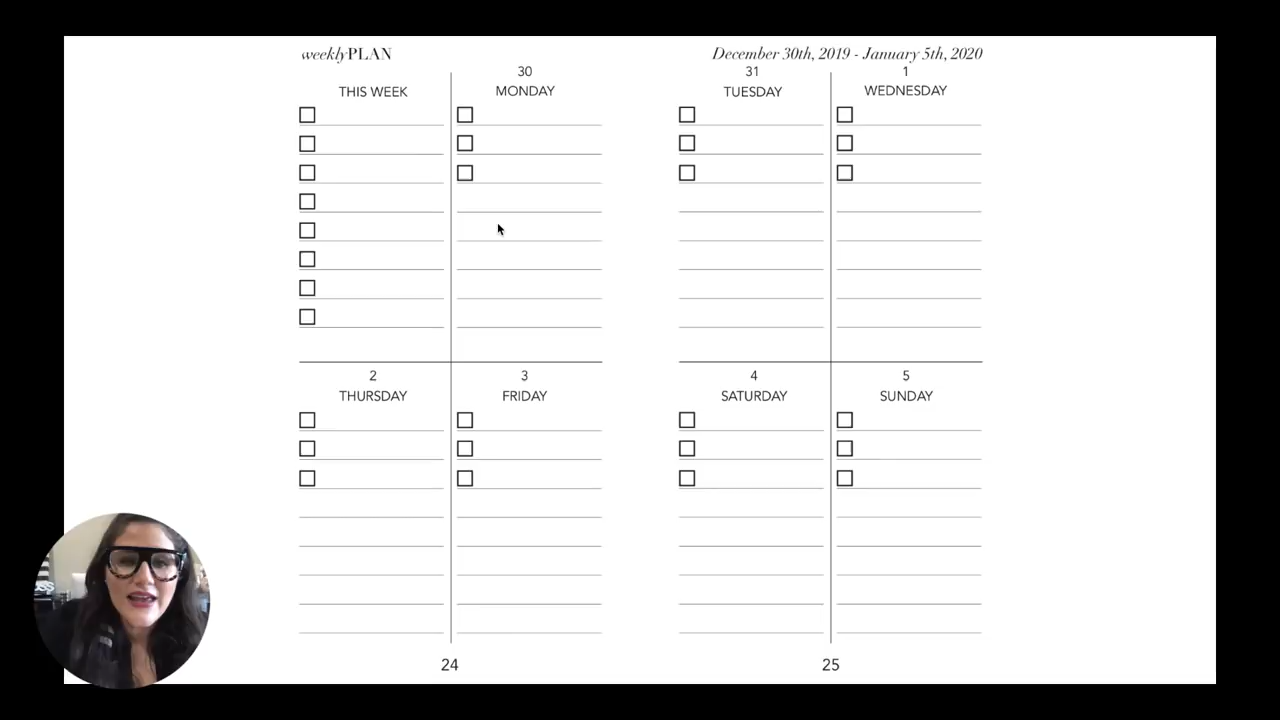 weeklyPLAN
December 30th, 2019 - January 5th, 2020
30
31
1
THIS WEEK
MONDAY
TUESDAY
WEDNESDAY
2
3
4
5
THURSDAY
FRIDAY
SATURDAY
SUNDAY
24
25